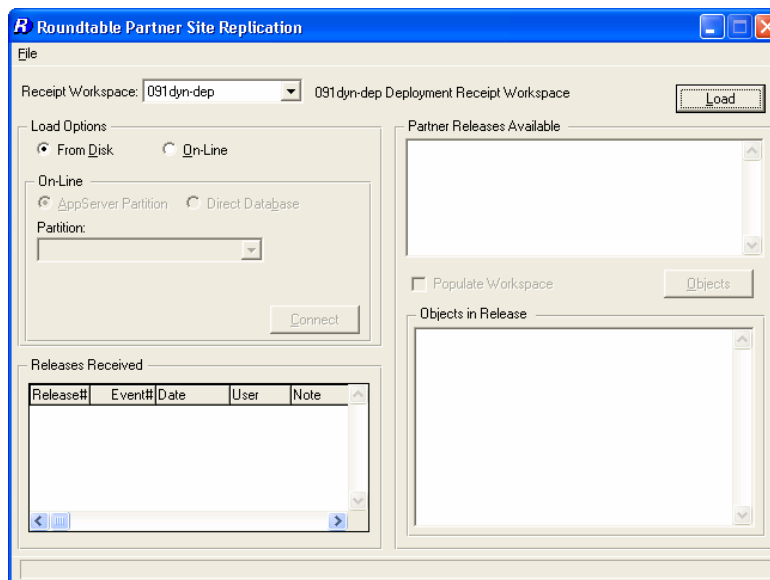 R Roundtable Partner Site Replication
File
Receipt Workspace: 091dyn-dep 091dyn-dep Deployment Receipt Workspace Load
Load Options
From Disk On-Line
On-Line
AppServer Partition Direct Database
Partition:
Connect
Releases Received
Release# Event# Date User Note
Partner Releases Available
Populate Workspace Objects
Objects in Release